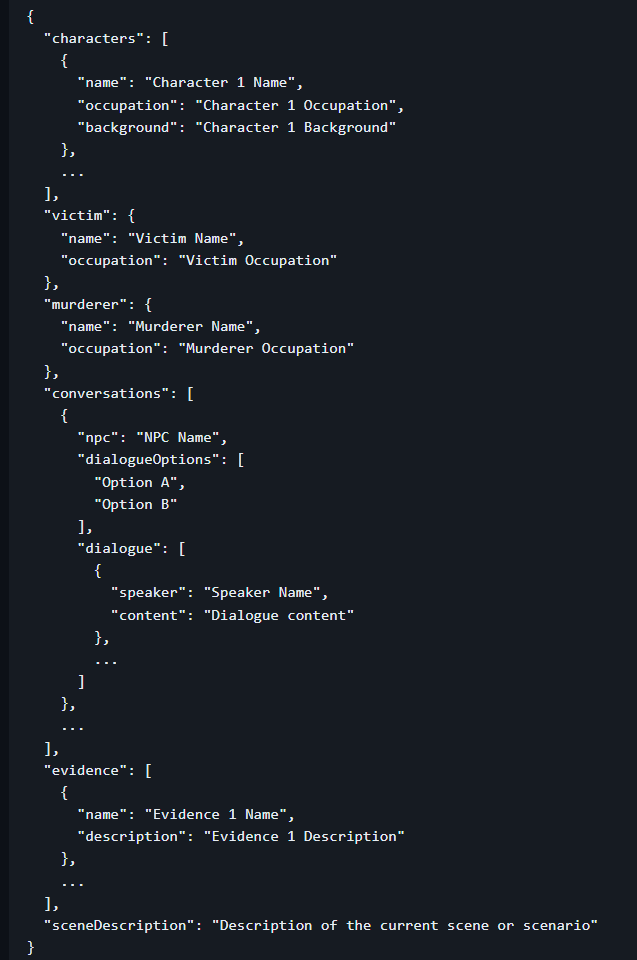 {
  "characters": [
    {
      "name": "Character 1 Name",
      "occupation": "Character 1 Occupation",
      "background": "Character 1 Background"
    },
    ...
  ],
  "victim": {
    "name": "Victim Name",
    "occupation": "Victim Occupation"
  },
  "murderer": {
    "name": "Murderer Name",
    "occupation": "Murderer Occupation"
  },
  "conversations": [
    {
      "npc": "NPC Name",
      "dialogueOptions": [
        "Option A",
        "Option B"
      ],
      "dialogue": [
        {
          "speaker": "Speaker Name",
          "content": "Dialogue content"
        },
        ...
      ]
    },
    ...
  ],
  "evidence": [
    {
      "name": "Evidence 1 Name",
      "description": "Evidence 1 Description"
    },
    ...
  ],
  "sceneDescription": "Description of the current scene or scenario"
}